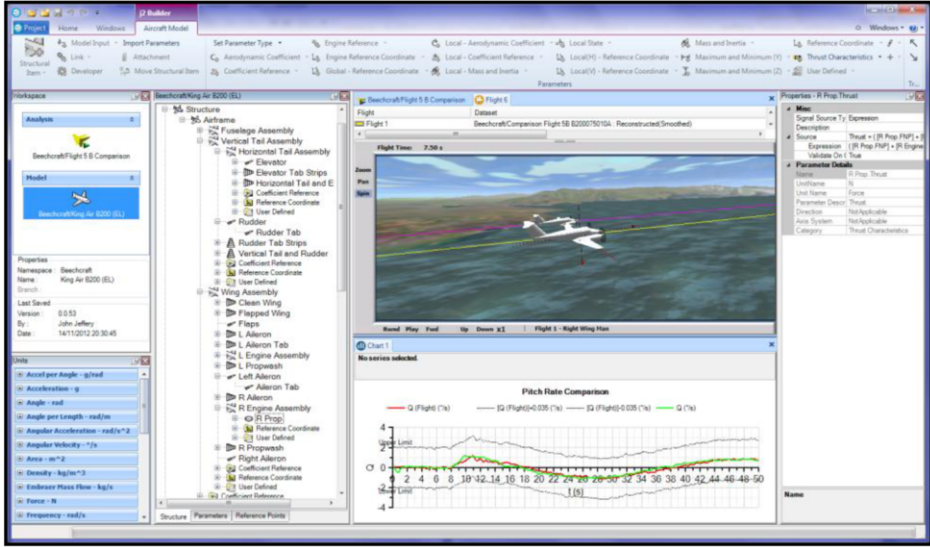 J2 Builder
Project Home Windows Aircraft Model Windows
Structural Item
Model Input Import Parameters
Link Attachment
Developer Move Structural Item
Set Parameter Type
Aerodynamic Coefficient
Coefficient Reference
Engine Reference
Engine Reference Coordinate
Global - Reference Coordinate
Local - Aerodynamic Coefficient
Local - Coefficient Reference
Local - Mass and Inertia
Local State
Local(H) - Reference Coordinate
Local(V) - Reference Coordinate
Mass and Inertia
Maximum and Minimum (Y)
Maximum and Minimum (Z)
Reference Coordinate
Thrust Characteristics
User Defined
Parameters
Tr...
Workspace
Analysis
Beechcraft/Flight 5 B Comparison
Model
Beechcraft/King Air B200 (EL)
Properties
Namespace : Beechcraft
Name : King Air B200 (EL)
Branch :
Last Saved
Version : 0.0.53
By : John Jeffery
Date : 14/11/2012 20:30:45
Units
Accel per Angle - g/rad
Acceleration - g
Angle - rad
Angle per Length - rad/m
Angular Acceleration - rad/s^2
Angular Velocity - °/s
Area - m^2
Density - kg/m^3
Embraer Mass Flow - kg/s
Force - N
Frequency - rad/s
Beechcraft/King Air B200 (EL)
Structure
Airframe
Fuselage Assembly
Vertical Tail Assembly
Horizontal Tail Assembly
Elevator
Elevator Tab Strips
Horizontal Tail and E
Coefficient Reference
Reference Coordinate
User Defined
Rudder
Rudder Tab
Rudder Tab Strips
Vertical Tail and Rudder
Coefficient Reference
Reference Coordinate
User Defined
Wing Assembly
Clean Wing
Flapped Wing
Flaps
L Aileron
L Aileron Tab
L Engine Assembly
L Propwash
Left Aileron
Aileron Tab
R Aileron
R Engine Assembly
R Prop
Reference Coordinate
User Defined
R Propwash
Right Aileron
Coefficient Reference
Reference Coordinate
User Defined
Coefficient Reference
Structure Parameters Reference Points
Beechcraft/Flight 5 B Comparison Flight 6
Flight Dataset
Flight 1 Beechcraft/Comparison Flight 5B B200075010A : Reconstructed(Smoothed)
Flight Time: 7.50 s
Zoom
Pan
Spin
Rwnd Play Fwd Up Down x1 Flight 1 - Right Wing Man
Chart 1
No series selected.
Pitch Rate Comparison
Q (Flight) (°/s) [Q (Flight)]+0.035 (°/s) [Q (Flight)]-0.035 (°/s) Q (°/s)
4
Upper Limit
2
Q
0
0 2 4 6 8 10 12 14 16 18 20 22 24 26 28 30 32 34 36 38 40 42 44 46 48 50
-2
Lower Limit
t [s]
-4
Properties - R Prop.Thrust
Misc
Signal Source Ty Expression
Description
Source Thrust + ( [R Prop.FNP] + [
Expression ( [R Prop.FNP] + [R Engine
Validate On True
Parameter Details
Name R Prop.Thrust
UnitName N
Unit Name Force
Parameter Descr Thrust
Direction NotApplicable
Axis System NotApplicable
Category Thrust Characteristics
Name